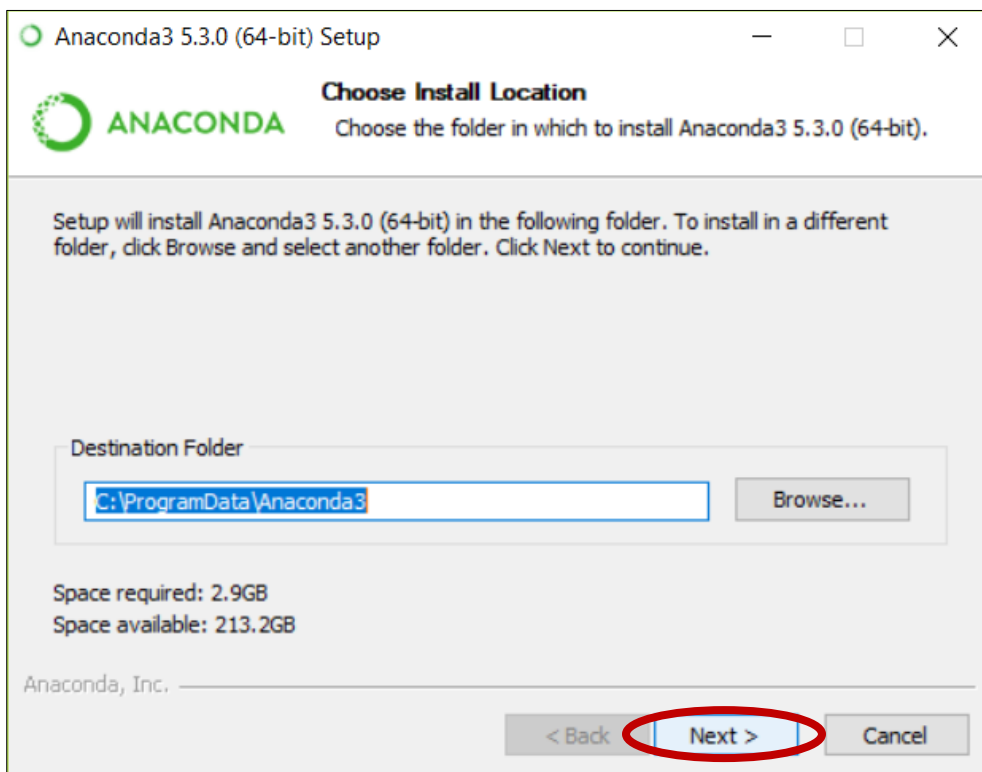 Anaconda3 5.3.0 (64-bit) Setup
ANACONDA
Choose Install Location
Choose the folder in which to install Anaconda3 5.3.0 (64-bit).
Setup will install Anaconda3 5.3.0 (64-bit) in the following folder. To install in a different
folder, click Browse and select another folder. Click Next to continue.
Destination Folder
C:\ProgramData\Anaconda3
Browse...
Space required: 2.9GB
Space available: 213.2GB
Anaconda, Inc.
< Back Next > Cancel